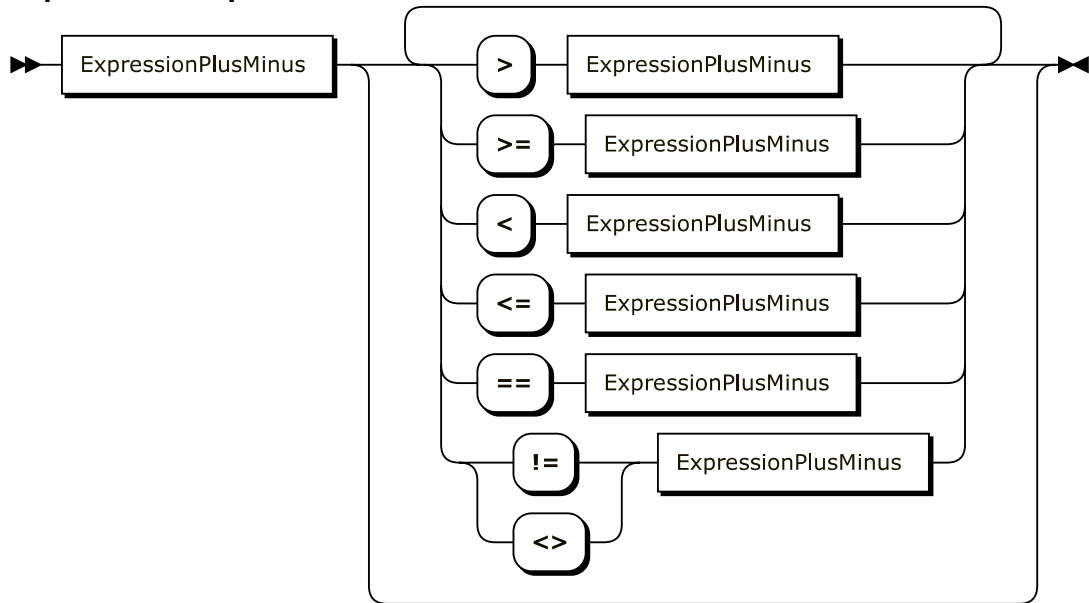 ExpressionPlusMinus > ExpressionPlusMinus
>= ExpressionPlusMinus
< ExpressionPlusMinus
<= ExpressionPlusMinus
== ExpressionPlusMinus
!= ExpressionPlusMinus
<>